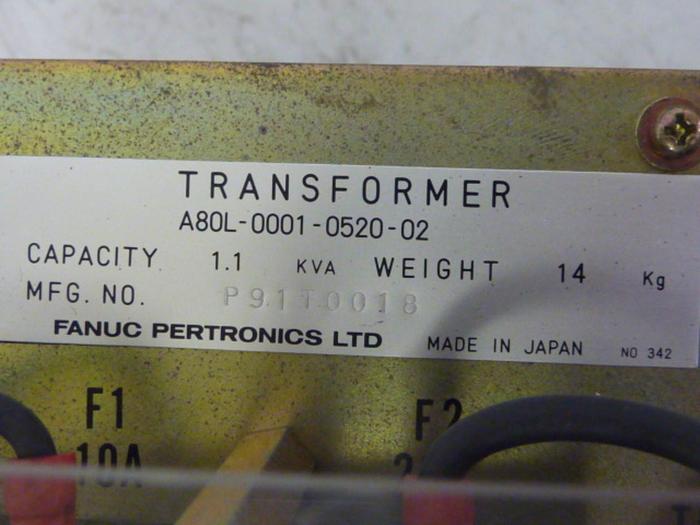 TRANSFORMER
A80L-0001-0520-02
CAPACITY 1.1 KVA WEIGHT 14 Kg
MFG. NO. P91T0018
FANUC PERTRONICS LTD MADE IN JAPAN NO 342
F1 F2
10A